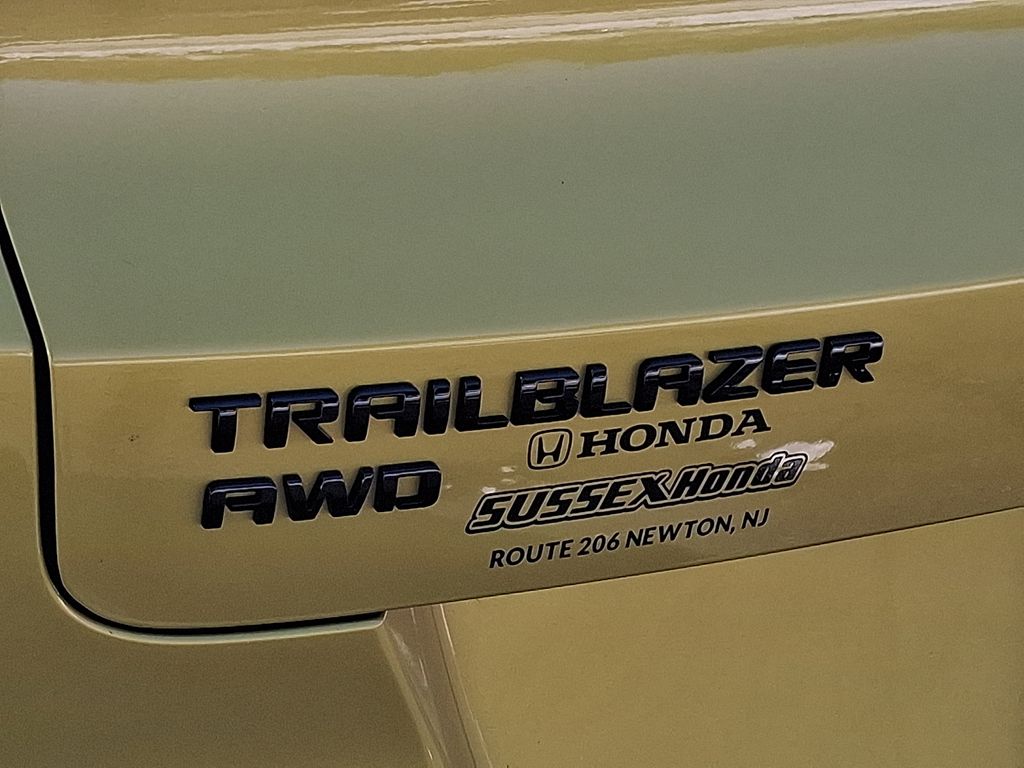 TRAILBLAZER
AWD
HONDA
SUSSEX Honda
ROUTE 206 NEWTON, NJ